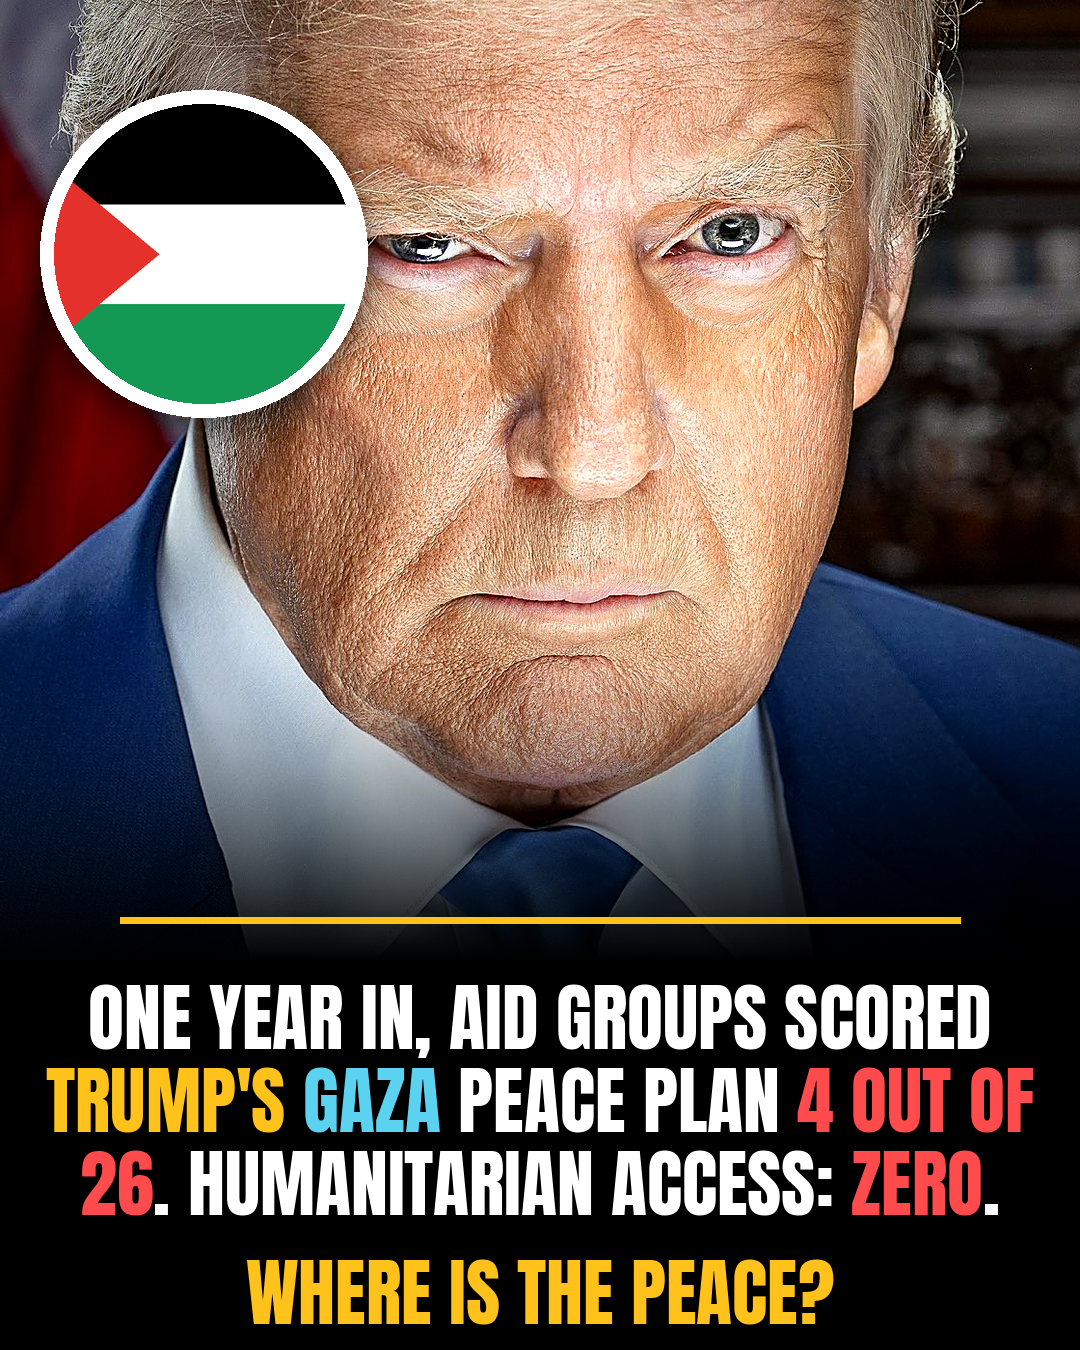 ONE YEAR IN, AID GROUPS SCORED
TRUMP'S GAZA PEACE PLAN 4 OUT OF
26. HUMANITARIAN ACCESS: ZERO.
WHERE IS THE PEACE?